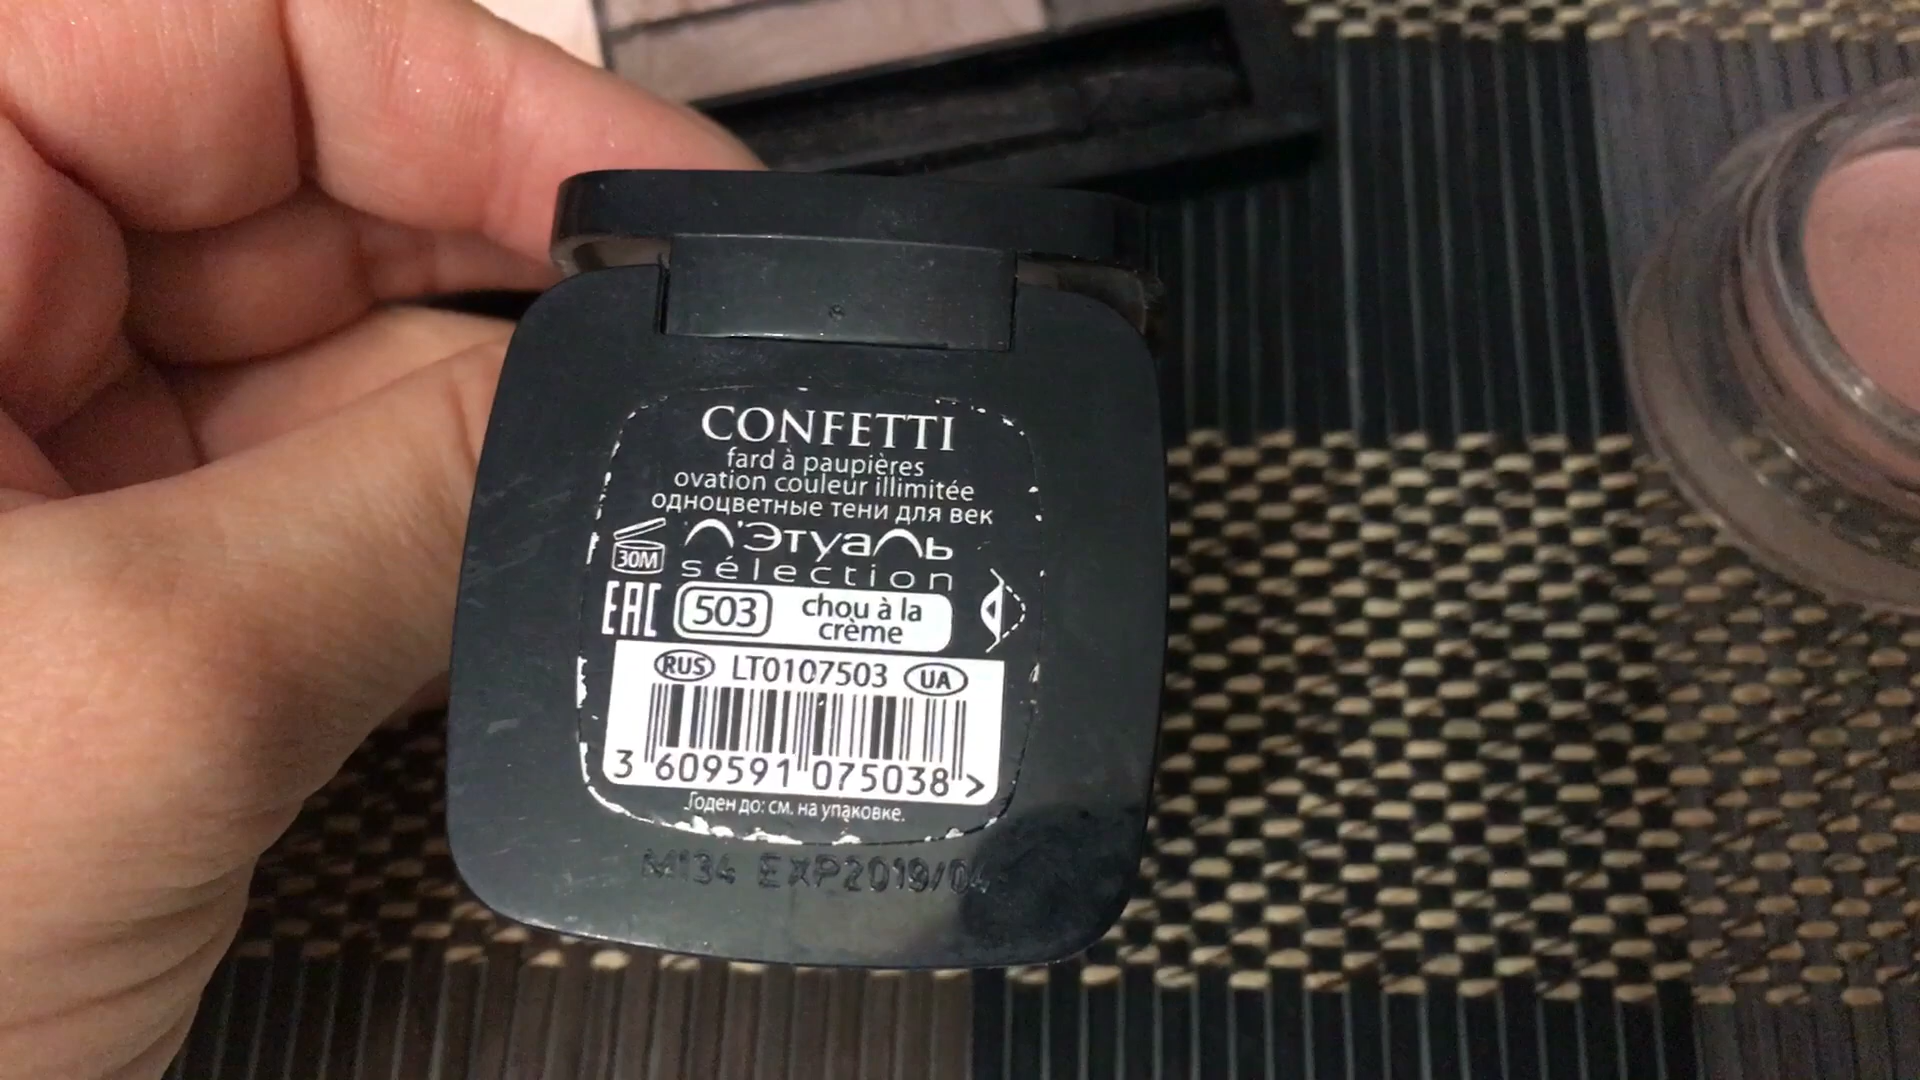 CONFETTI
fard à paupières
ovation couleur illimitée
одноцветные тени для век
Л'Этуаль
sélection
30M
EAC
503
chou à la
crème
RUS LT0107503 UA
3 609591 075038 >
Годен до: см. на упаковке.
M134 EXP2019/04